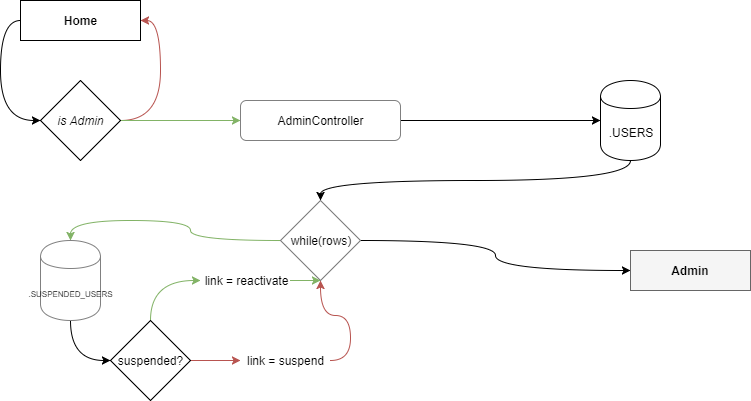 Home
is Admin
AdminController
.USERS
while(rows)
Admin
.SUSPENDED_USERS
link = reactivate
suspended?
link = suspend